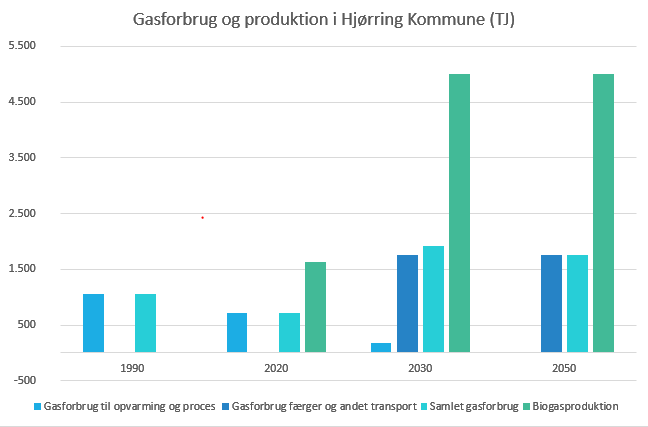 Gasforbrug og produktion i Hjørring Kommune (TJ)
5.500
4.500
3.500
2.500
1.500
500
-500
1990 2020 2030 2050
Gasforbrug til opvarming og proces Gasforbrug færger og andet transport Samlet gasforbrug Biogasproduktion